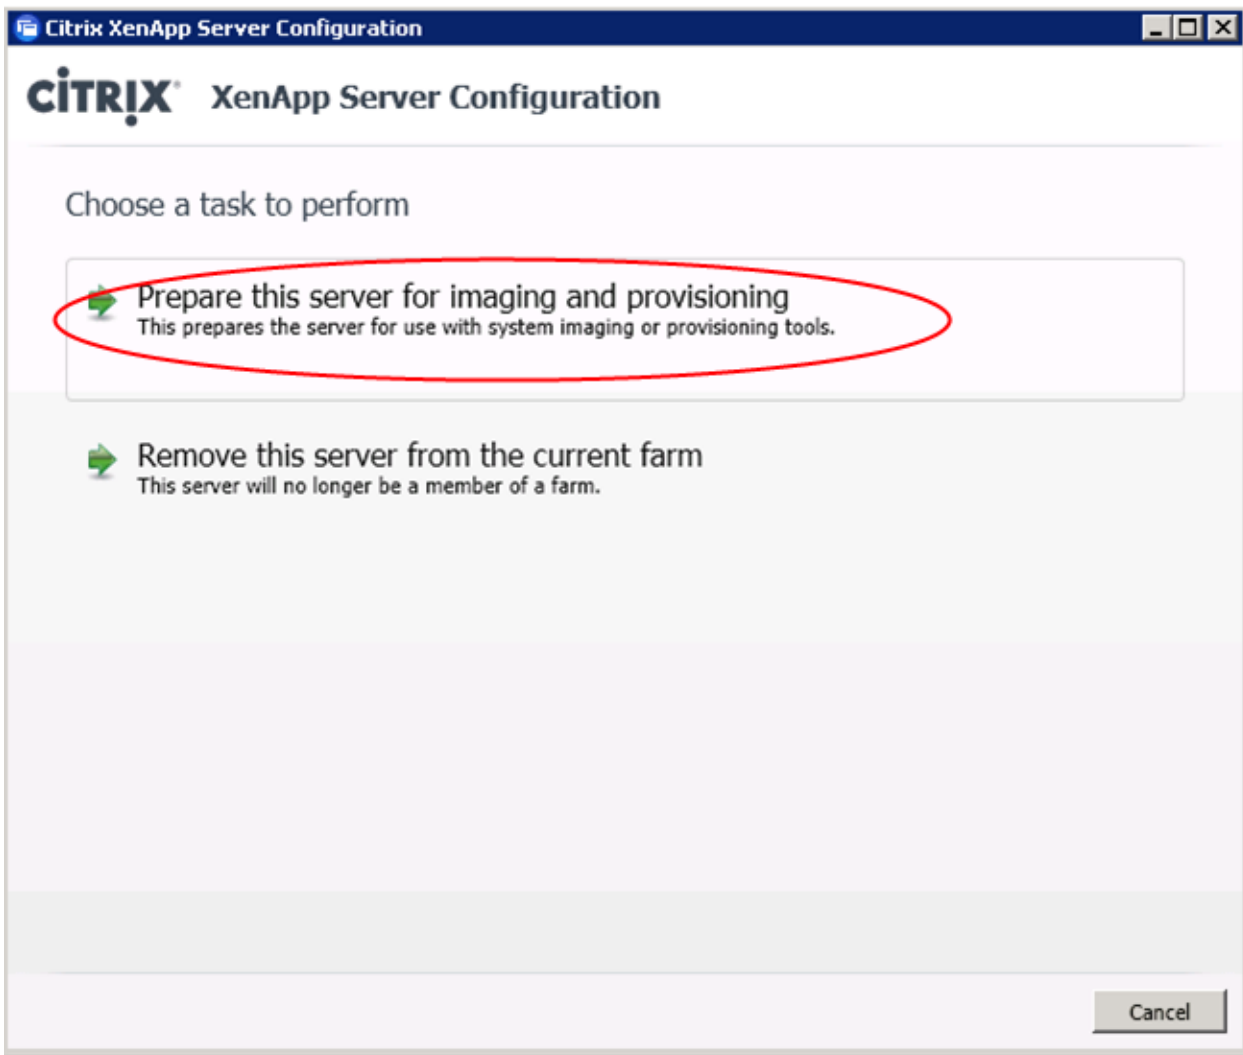 Citrix XenApp Server Configuration
CITRIX XenApp Server Configuration
Choose a task to perform
Prepare this server for imaging and provisioning
This prepares the server for use with system imaging or provisioning tools.
Remove this server from the current farm
This server will no longer be a member of a farm.
Cancel